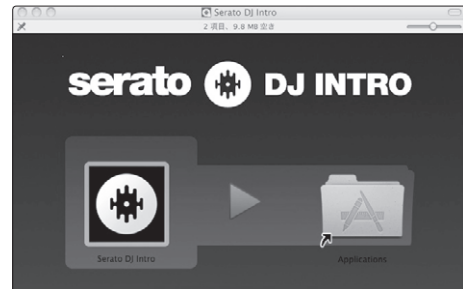 Serato DJ Intro
2 項目、9.8 MB 空き
serato DJ INTRO
Serato DJ Intro
Applications